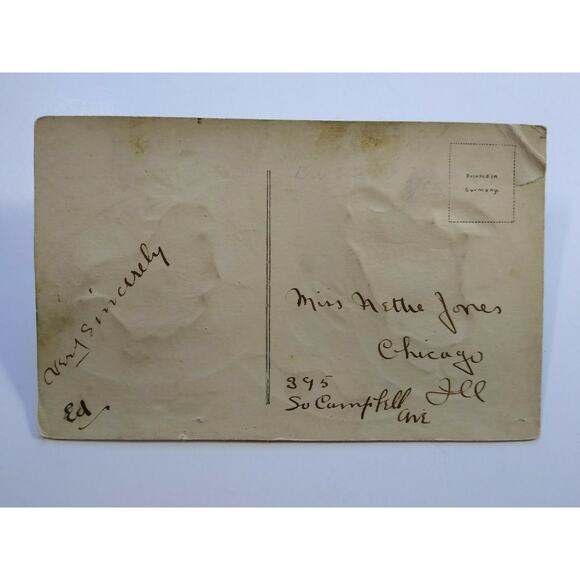 Very Sincerely
Ed
Printed in
Germany
Miss Nettie Jones
Chicago
Ill
395
So Campbell
ave